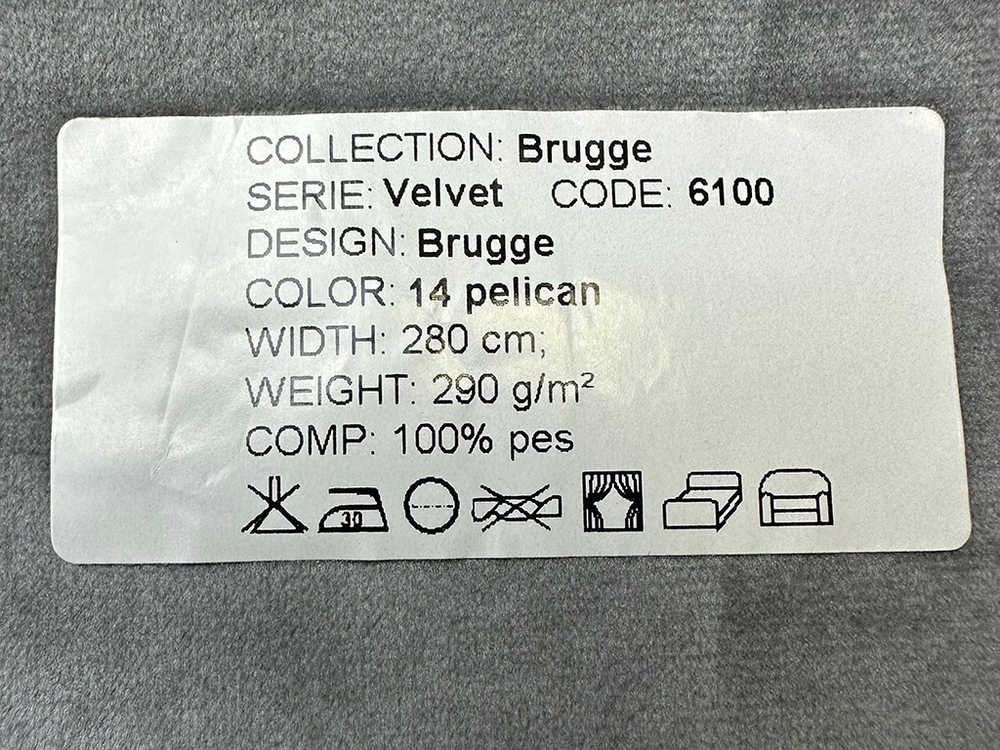 COLLECTION: Brugge
SERIE: Velvet CODE: 6100
DESIGN: Brugge
COLOR: 14 pelican
WIDTH: 280 cm;
WEIGHT: 290 g/m²
COMP: 100% pes
30